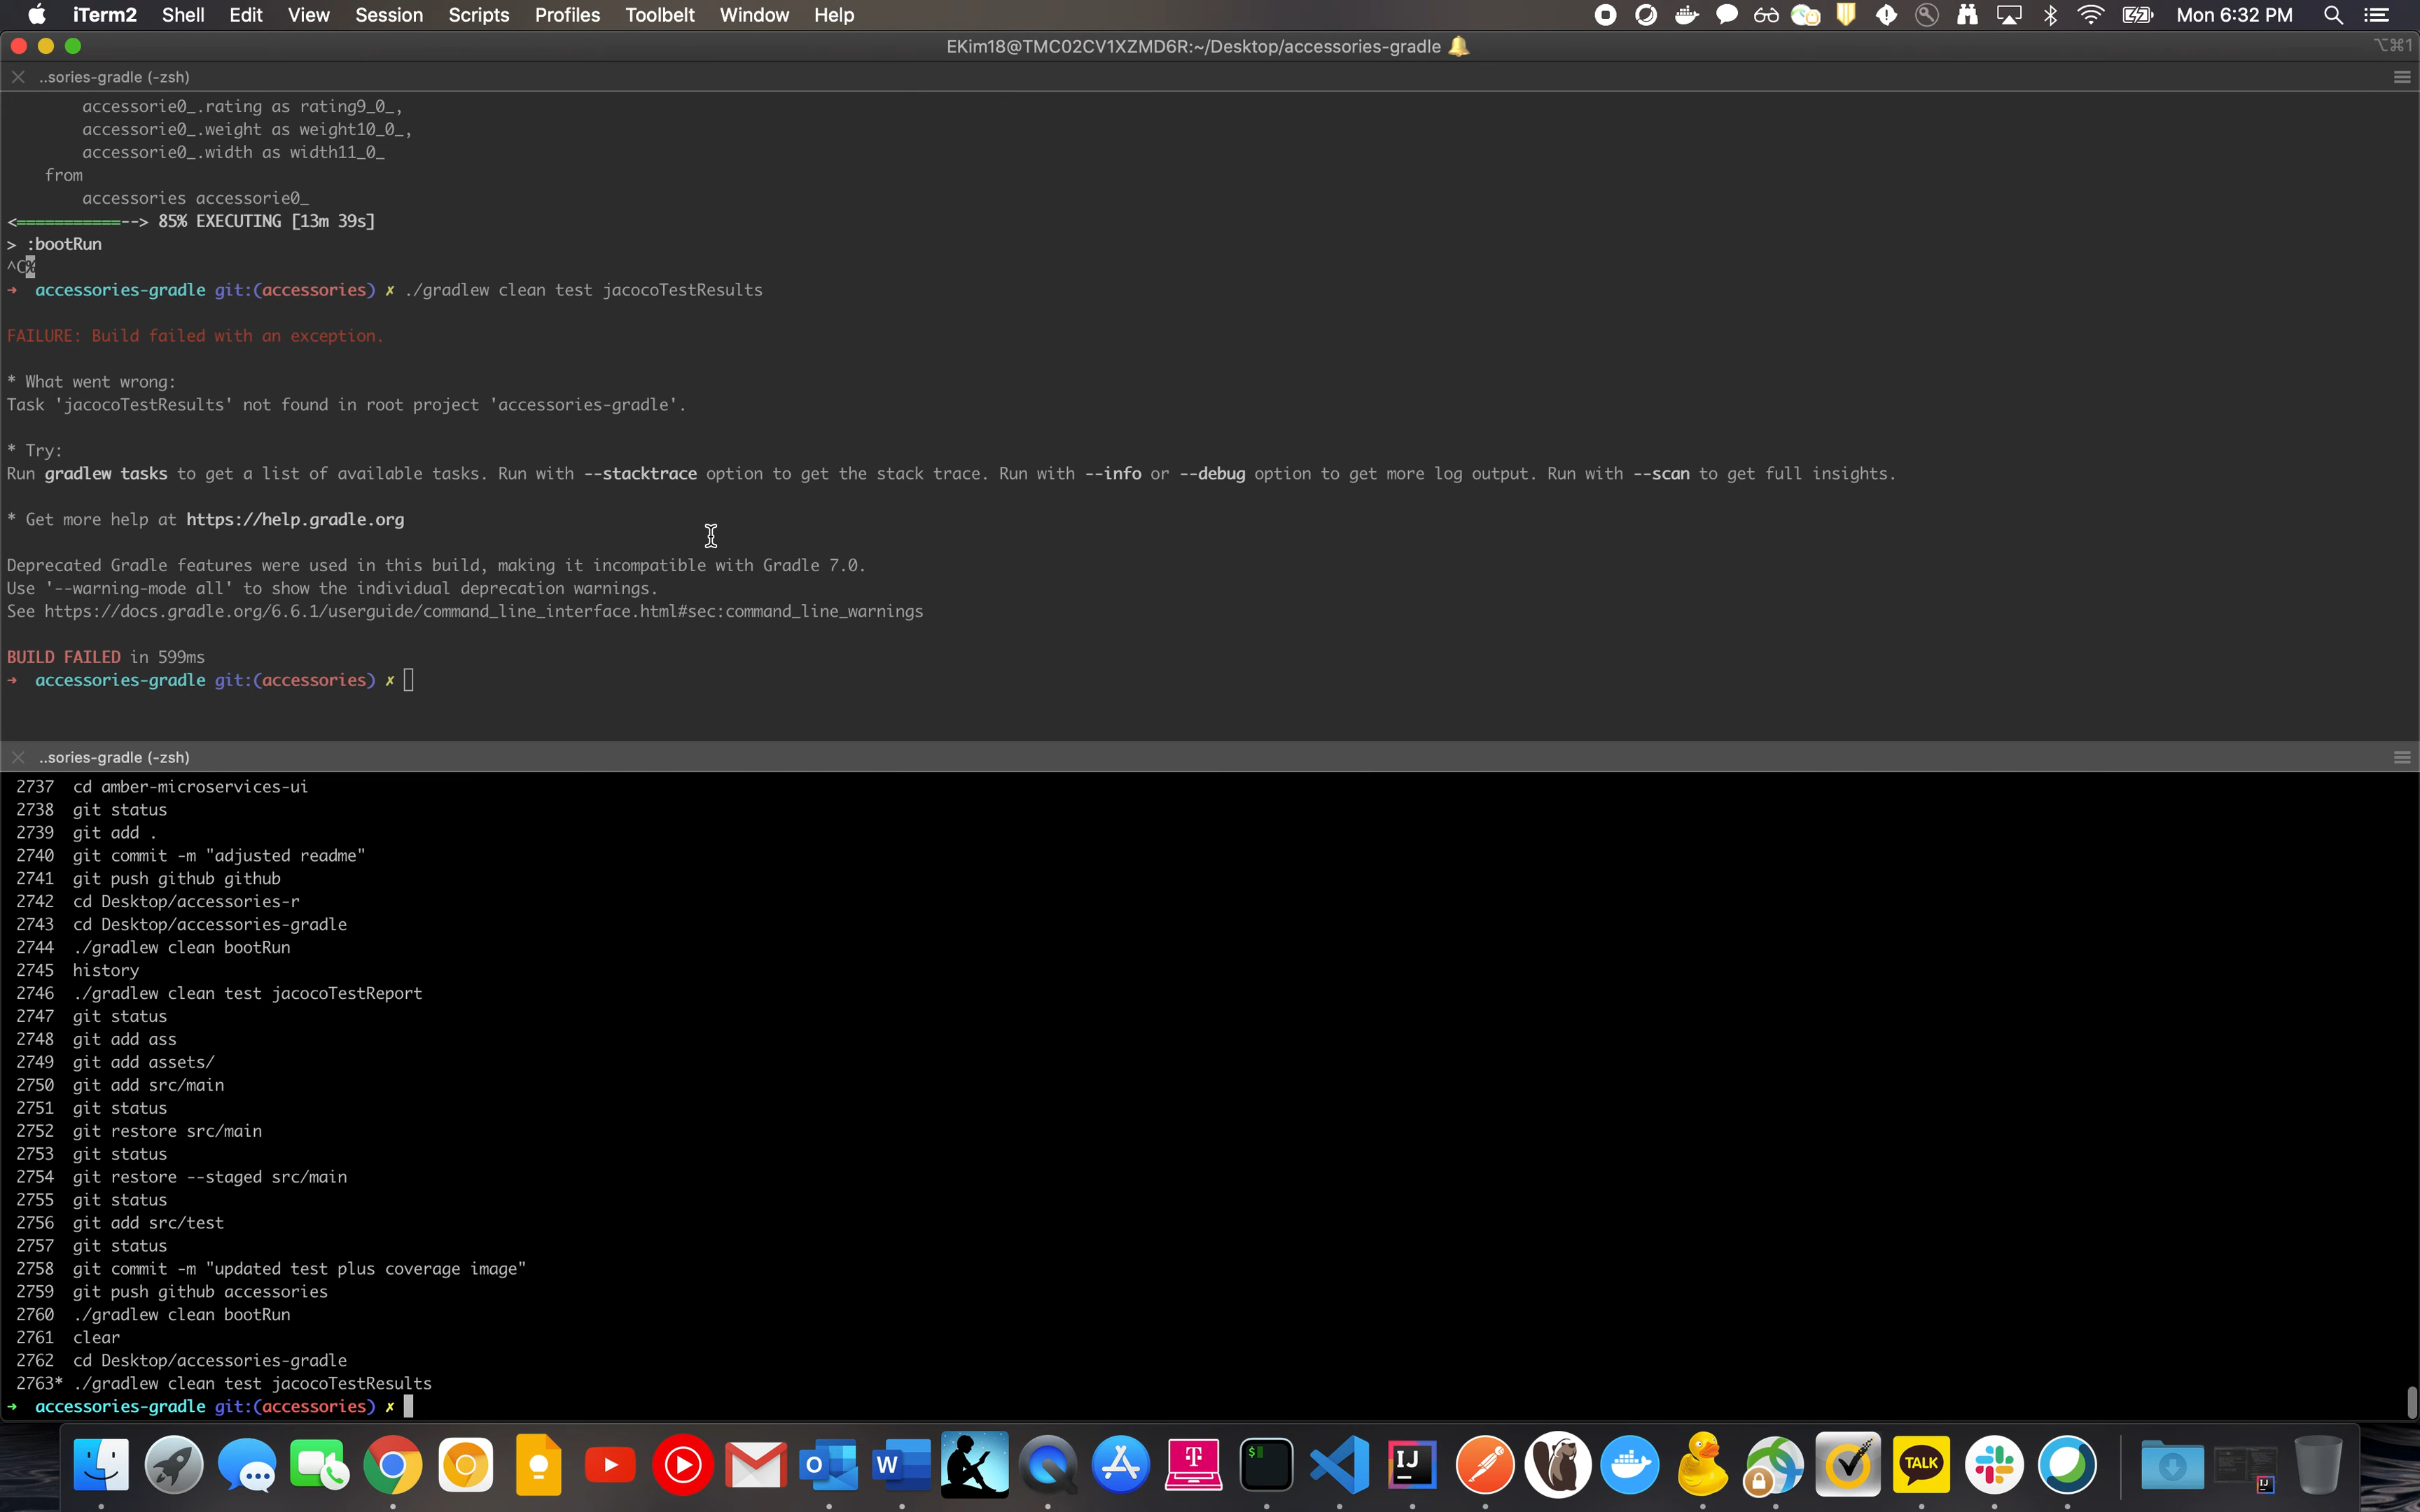 iTerm2 Shell Edit View Session Scripts Profiles Toolbelt Window Help Mon 6:32 PM
EKim18@TMC02CV1XZMD6R:~/Desktop/accessories-gradle 🔔 ⌥⌘1
..sories-gradle (-zsh)
accessorie0_.rating as rating9_0_,
accessorie0_.weight as weight10_0_,
accessorie0_.width as width11_0_
from
accessories accessorie0_
<===========--> 85% EXECUTING [13m 39s]
> :bootRun
^C%
➜ accessories-gradle git:(accessories) ✗ ./gradlew clean test jacocoTestResults
FAILURE: Build failed with an exception.
* What went wrong:
Task 'jacocoTestResults' not found in root project 'accessories-gradle'.
* Try:
Run gradlew tasks to get a list of available tasks. Run with --stacktrace option to get the stack trace. Run with --info or --debug option to get more log output. Run with --scan to get full insights.
* Get more help at https://help.gradle.org
Deprecated Gradle features were used in this build, making it incompatible with Gradle 7.0.
Use '--warning-mode all' to show the individual deprecation warnings.
See https://docs.gradle.org/6.6.1/userguide/command_line_interface.html#sec:command_line_warnings
BUILD FAILED in 599ms
➜ accessories-gradle git:(accessories) ✗
..sories-gradle (-zsh)
2737 cd amber-microservices-ui
2738 git status
2739 git add .
2740 git commit -m "adjusted readme"
2741 git push github github
2742 cd Desktop/accessories-r
2743 cd Desktop/accessories-gradle
2744 ./gradlew clean bootRun
2745 history
2746 ./gradlew clean test jacocoTestReport
2747 git status
2748 git add ass
2749 git add assets/
2750 git add src/main
2751 git status
2752 git restore src/main
2753 git status
2754 git restore --staged src/main
2755 git status
2756 git add src/test
2757 git status
2758 git commit -m "updated test plus coverage image"
2759 git push github accessories
2760 ./gradlew clean bootRun
2761 clear
2762 cd Desktop/accessories-gradle
2763* ./gradlew clean test jacocoTestResults
➜ accessories-gradle git:(accessories) ✗
O W T $ IJ TALK IJ